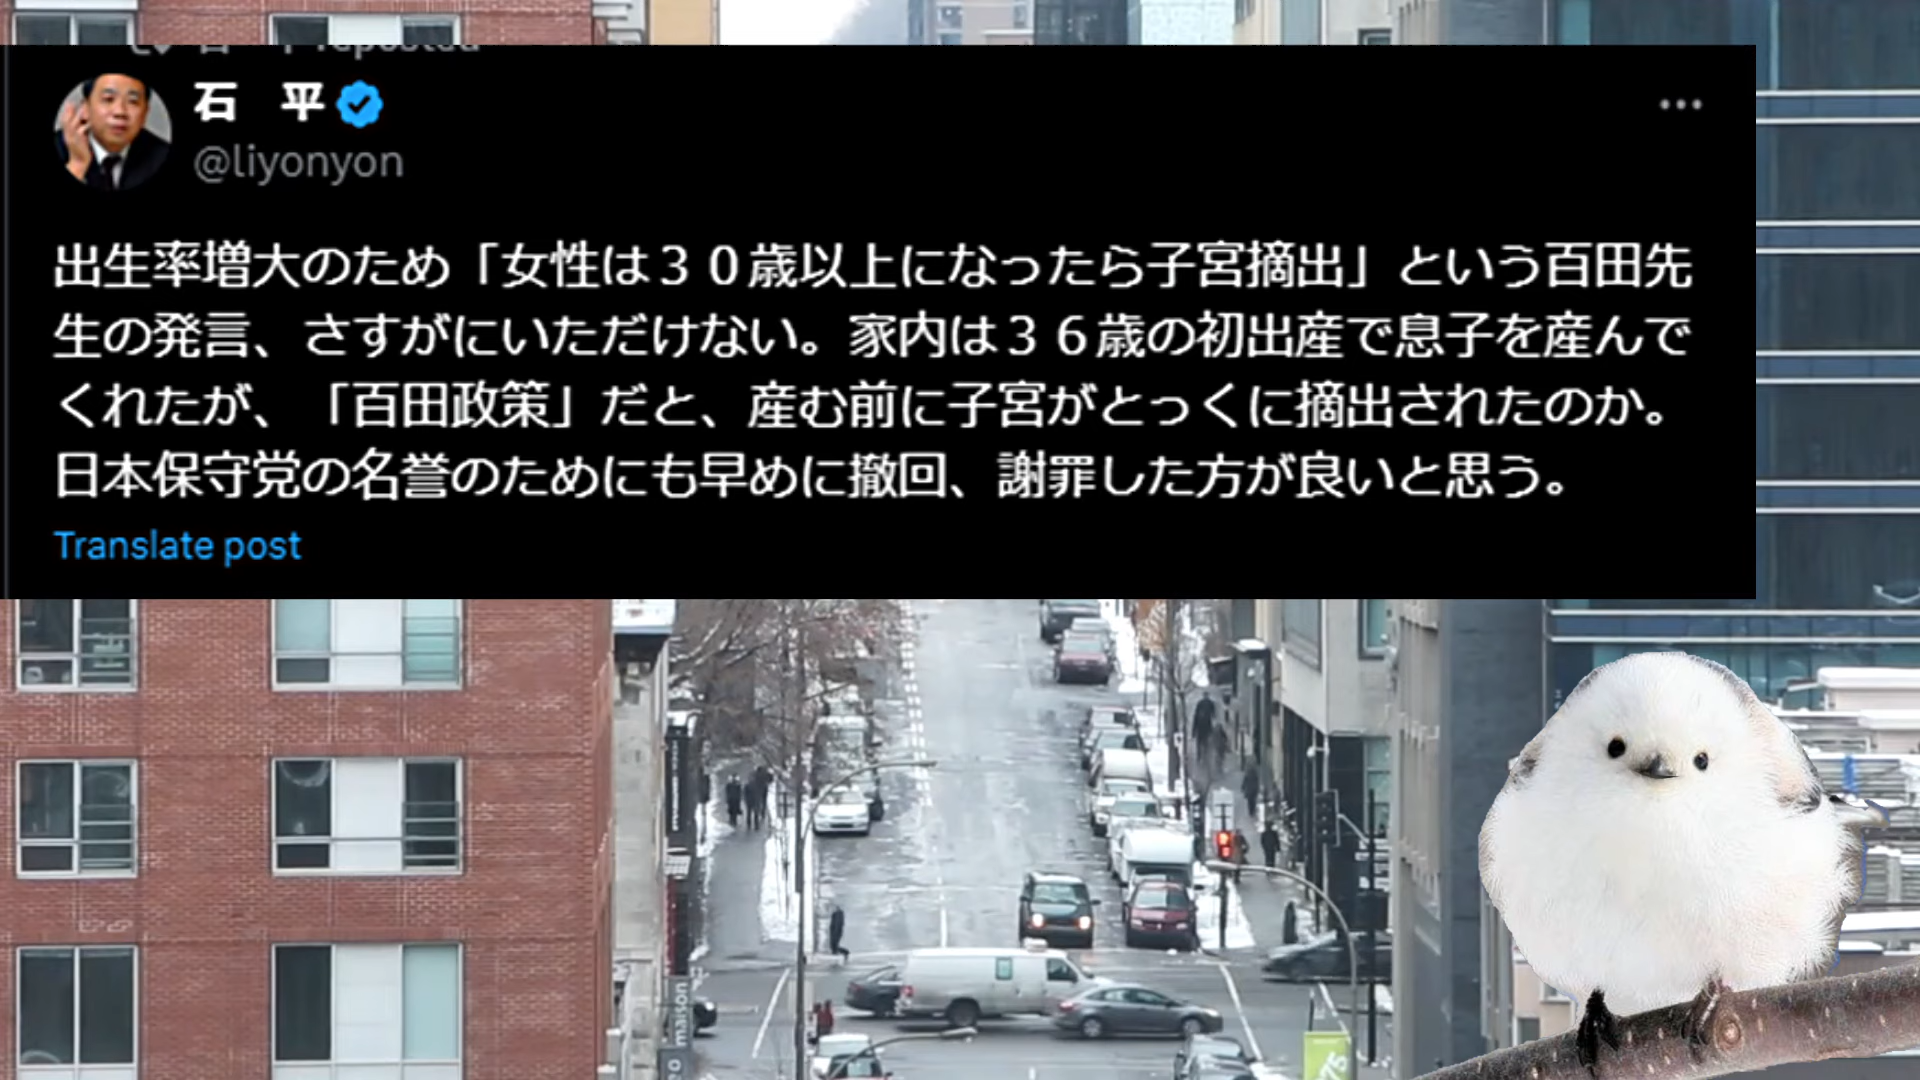 石　平
@liyonyon
出生率増大のため「女性は３０歳以上になったら子宮摘出」という百田先
生の発言、さすがにいただけない。家内は３６歳の初出産で息子を産んで
くれたが、「百田政策」だと、産む前に子宮がとっくに摘出されたのか。
日本保守党の名誉のためにも早めに撤回、謝罪した方が良いと思う。
Translate post
maison